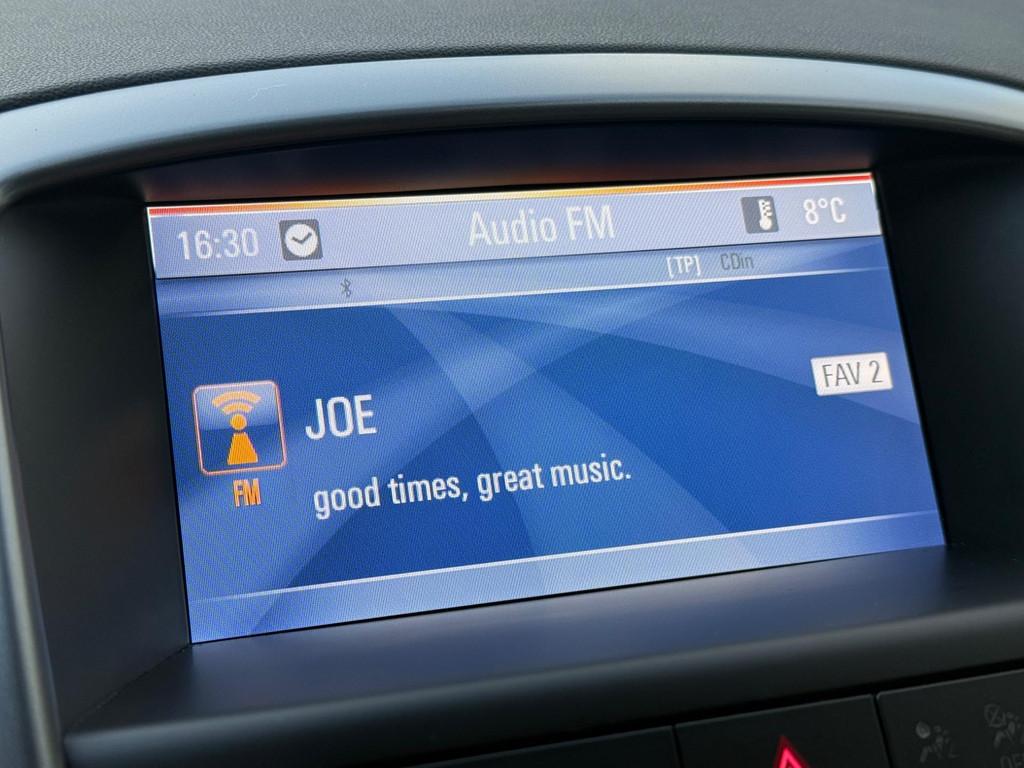 16:30 Audio FM 8°C
[TP] CDin
FAV 2
JOE
FM
good times, great music.